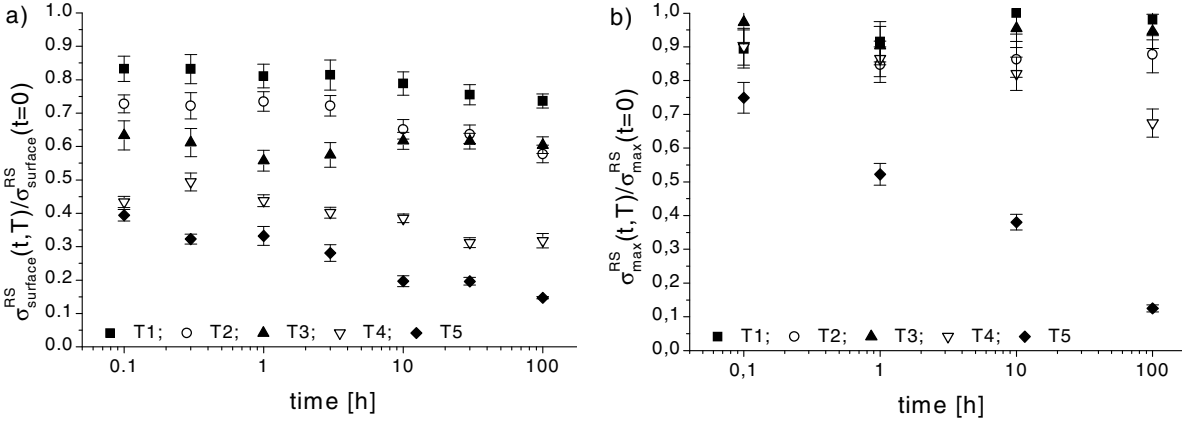 a)
σ^RS_surface(t,T)/σ^RS_surface(t=0)
1.0
0.9
0.8
0.7
0.6
0.5
0.4
0.3
0.2
0.1
0.0
T1; T2; T3; T4; T5
0.1 1 10 100
time [h]
b)
σ^RS_max(t,T)/σ^RS_max(t=0)
1,0
0,9
0,8
0,7
0,6
0,5
0,4
0,3
0,2
0,1
0,0
T1; T2; T3; T4; T5
0,1 1 10 100
time [h]